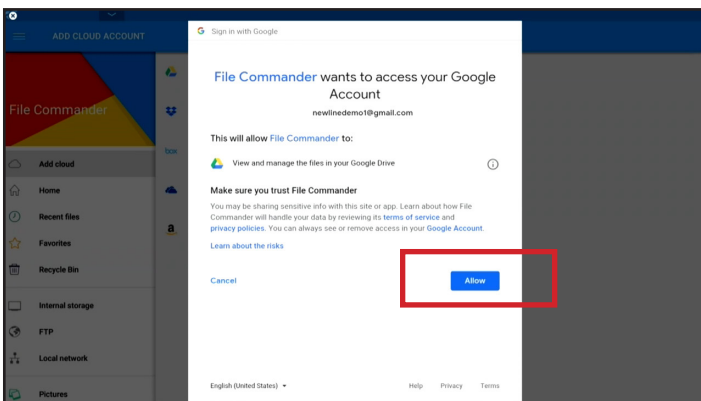 ADD CLOUD ACCOUNT
File Commander
Add cloud
Home
Recent files
Favorites
Recycle Bin
Internal storage
FTP
Local network
Pictures
box
a
G Sign in with Google
File Commander wants to access your Google
Account
newlinedemo1@gmail.com
This will allow File Commander to:
View and manage the files in your Google Drive
Make sure you trust File Commander
You may be sharing sensitive info with this site or app. Learn about how File
Commander will handle your data by reviewing its terms of service and
privacy policies. You can always see or remove access in your Google Account.
Learn about the risks
Cancel
Allow
English (United States)
Help Privacy Terms